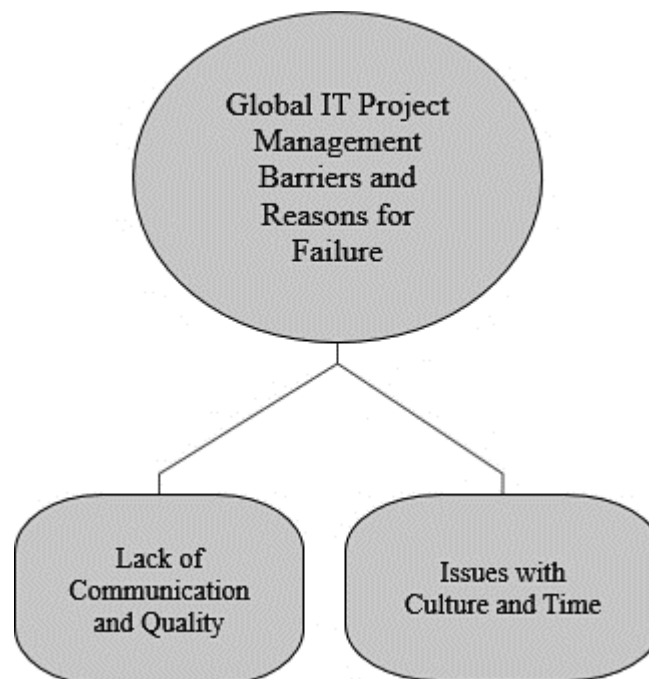 Global IT Project
Management
Barriers and
Reasons for
Failure
Lack of
Communication
and Quality
Issues with
Culture and Time